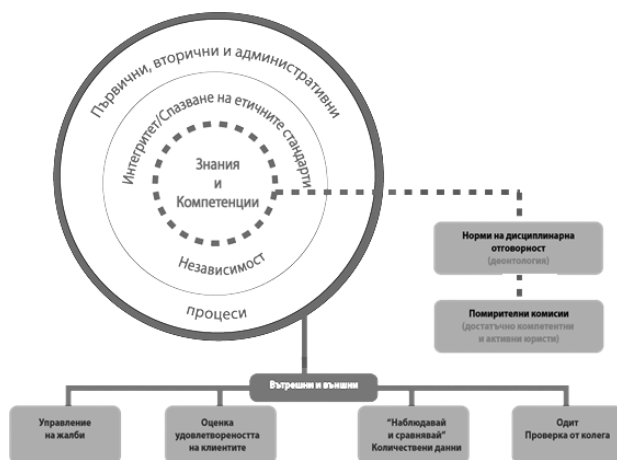 Първични, вторични и административни
Интегритет/Спазване на етичните стандарти
Знания
и
Компетенции
Независимост
процеси
Норми на дисциплинарна
отговорност
(деонтология)
Помирителни комисии
(достатъчно компетентни
и активни юристи)
Вътрешни и външни
Управление
на жалби
Оценка
удовлетвореността
на клиентите
"Наблюдавай
и сравнявай"
Количествени данни
Одит
Проверка от колега